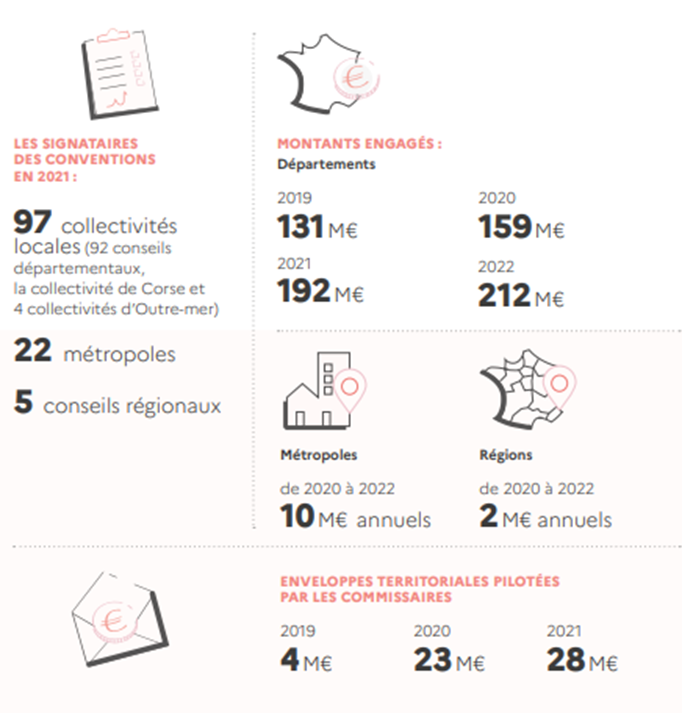 LES SIGNATAIRES
DES CONVENTIONS
EN 2021 :
97 collectivités
locales (92 conseils
départementaux,
la collectivité de Corse et
4 collectivités d’Outre-mer)
22 métropoles
5 conseils régionaux
MONTANTS ENGAGÉS :
Départements
2019
131 M€
2020
159 M€
2021
192 M€
2022
212 M€
Métropoles
de 2020 à 2022
10 M€ annuels
Régions
de 2020 à 2022
2 M€ annuels
ENVELOPPES TERRITORIALES PILOTÉES
PAR LES COMMISSAIRES
2019
4 M€
2020
23 M€
2021
28 M€